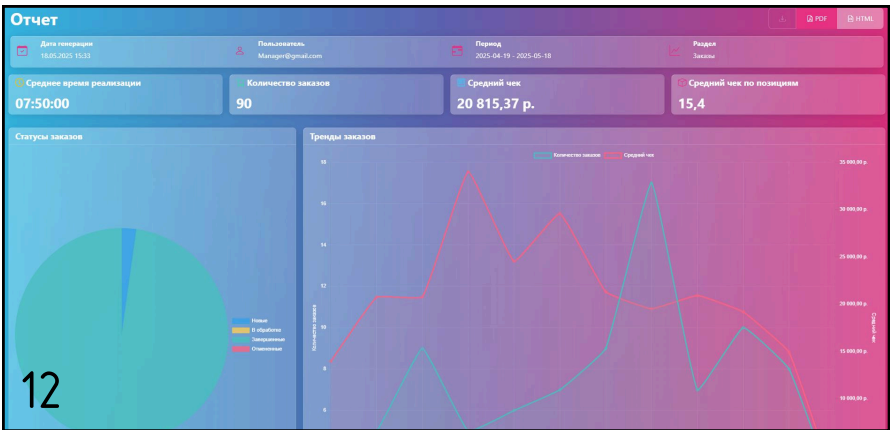 Отчет
PDF
HTML
Дата генерации
18.05.2025 15:33
Пользователь
Manager@gmail.com
Период
2025-04-19 - 2025-05-18
Раздел
Заказы
Среднее время реализации
07:50:00
Количество заказов
90
Средний чек
20 815,37 р.
Средний чек по позициям
15,4
Статусы заказов
Новые
В обработке
Завершенные
Отмененные
Тренды заказов
Количество заказов
Средний чек
18
16
14
12
10
8
6
Количество заказов
35 000,00 р.
30 000,00 р.
25 000,00 р.
20 000,00 р.
15 000,00 р.
10 000,00 р.
Средний чек
12